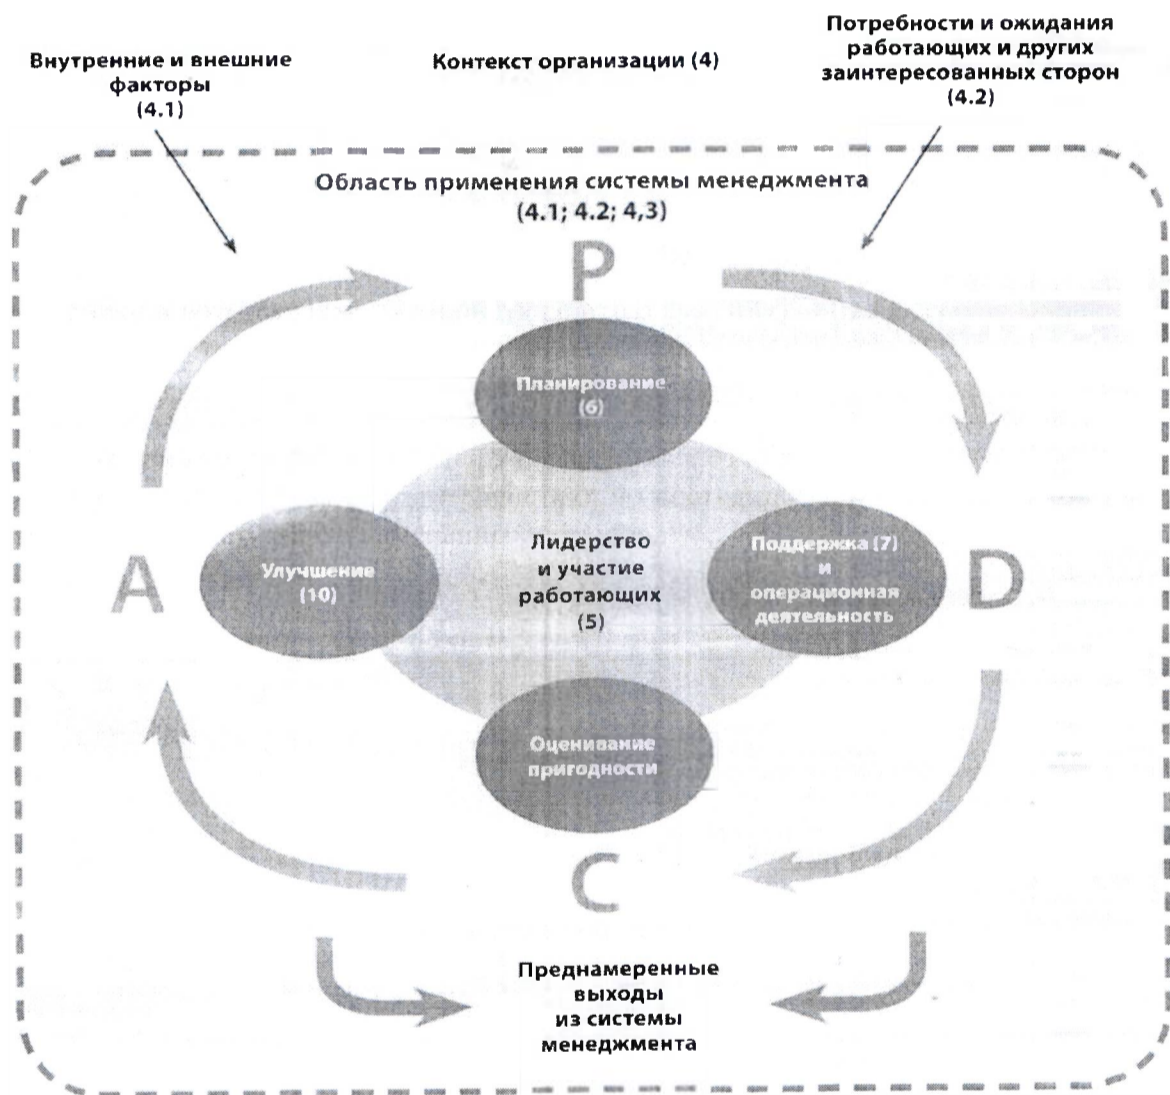 Внутренние и внешние
факторы
(4.1)
Контекст организации (4)
Потребности и ожидания
работающих и других
заинтересованных сторон
(4.2)
Область применения системы менеджмента
(4.1; 4.2; 4,3)
P
Планирование
(6)
A
Улучшение
(10)
Лидерство
и участие
работающих
(5)
Поддержка (7)
и
операционная
деятельность
D
Оценивание
пригодности
C
Преднамеренные
выходы
из системы
менеджмента